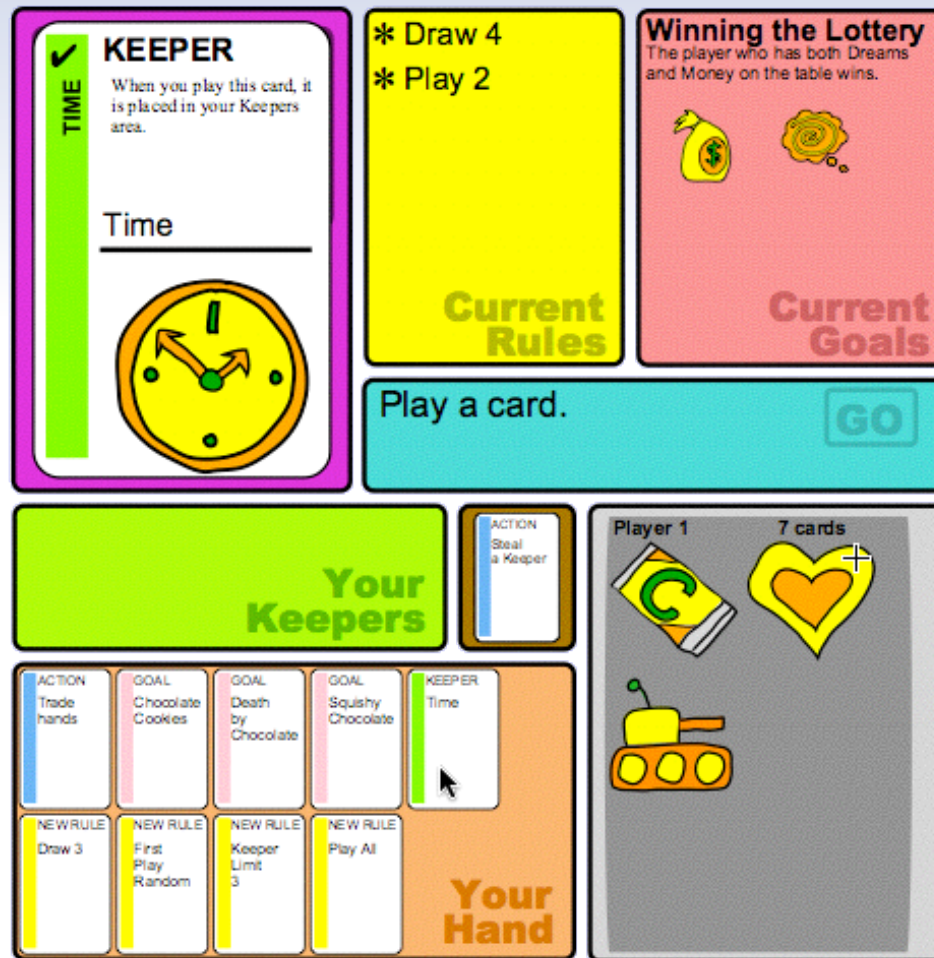 KEEPER
When you play this card, it
is placed in your Keepers
area.
TIME
Time
* Draw 4
* Play 2
Current
Rules
Winning the Lottery
The player who has both Dreams
and Money on the table wins.
$
Current
Goals
Play a card.
GO
Your
Keepers
ACTION
Steal
a Keeper
Player 1
7 cards
C
ACTION
Trade
hands
GOAL
Chocolate
Cookies
GOAL
Death
by
Chocolate
GOAL
Squishy
Chocolate
KEEPER
Time
NEW RULE
Draw 3
NEW RULE
First
Play
Random
NEW RULE
Keeper
Limit
3
NEW RULE
Play All
Your
Hand